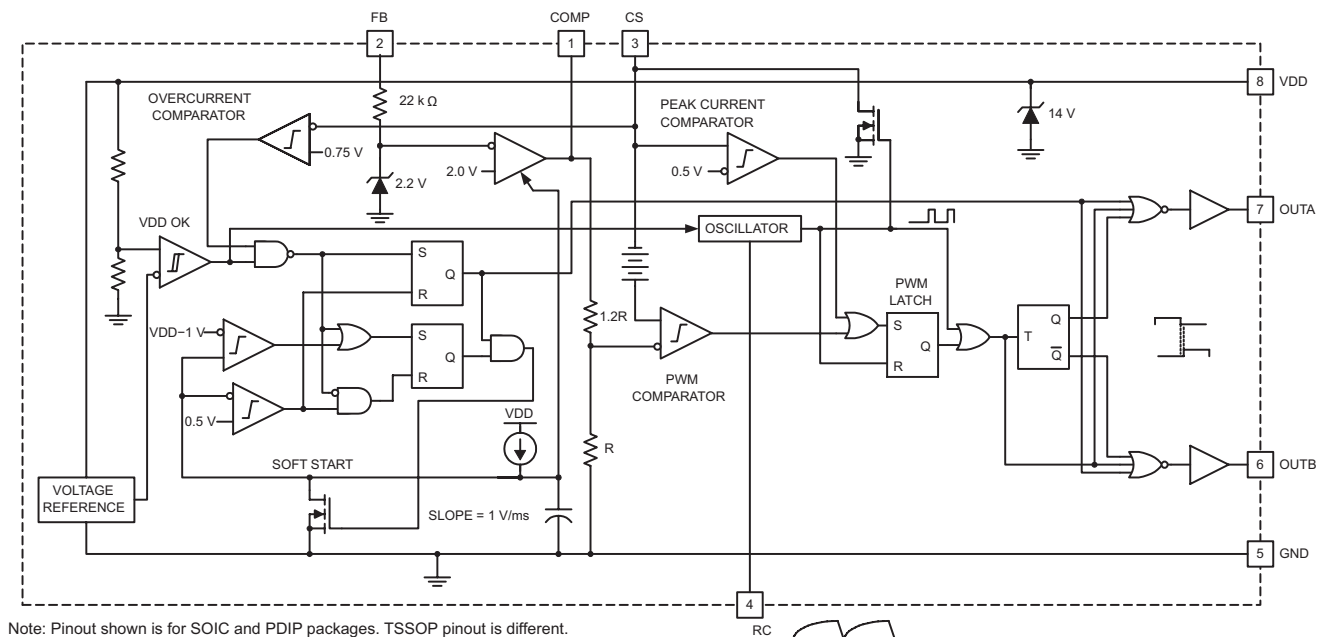 FB
COMP
CS
2
1
3
8
VDD
OVERCURRENT
COMPARATOR
22 k Ω
PEAK CURRENT
COMPARATOR
14 V
0.75 V
2.0 V
0.5 V
2.2 V
VDD OK
OSCILLATOR
7
OUTA
S
Q
R
PWM
LATCH
1.2R
VDD−1 V
S
Q
R
S
Q
R
T
Q
Q̅
PWM
COMPARATOR
0.5 V
VDD
R
SOFT START
6
OUTB
VOLTAGE
REFERENCE
SLOPE = 1 V/ms
5
GND
4
RC
Note: Pinout shown is for SOIC and PDIP packages. TSSOP pinout is different.